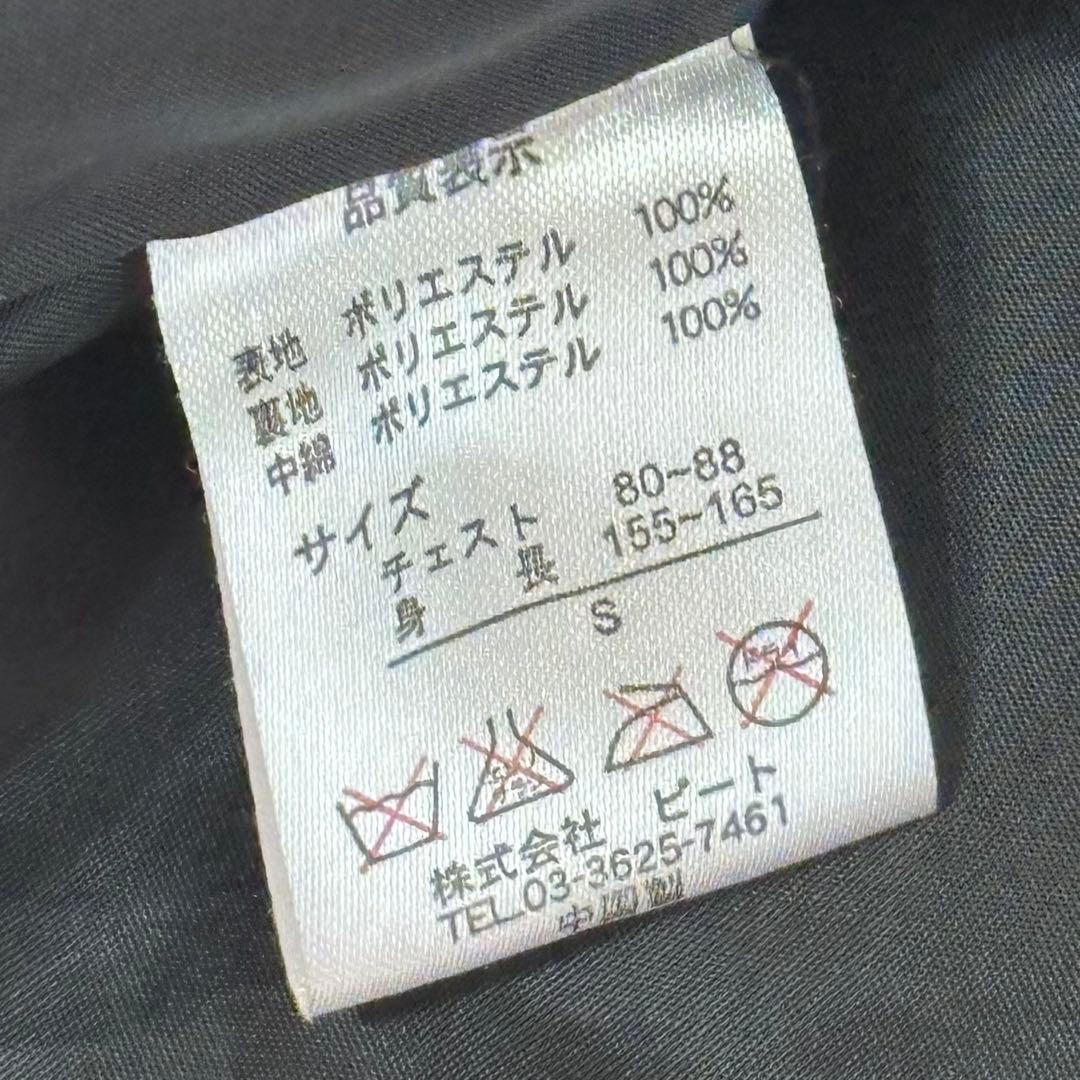 品質表示
表地 ポリエステル 100%
裏地 ポリエステル 100%
中綿 ポリエステル 100%
サイズ
チェスト 80~88
身長 155~165
S
株式会社 ビート
TEL.03-3625-7461
中国製